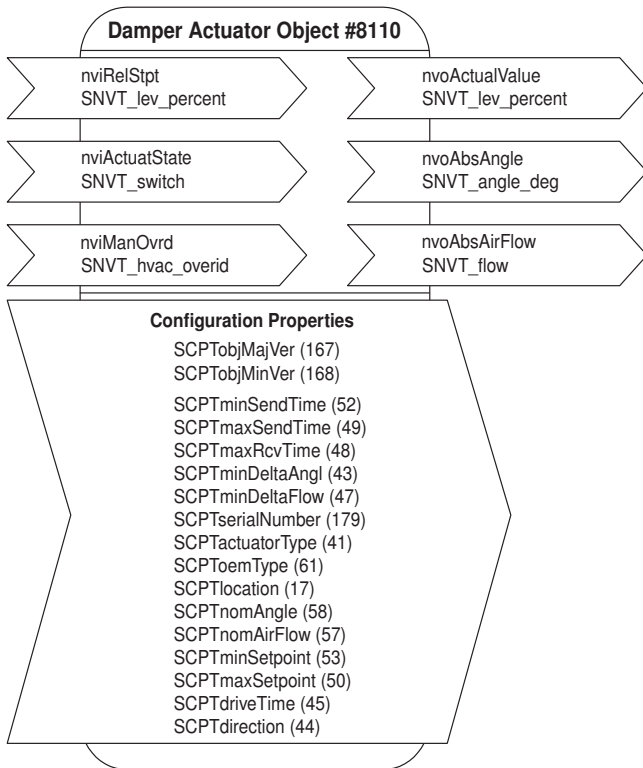 Damper Actuator Object #8110
nviRelStpt
SNVT_lev_percent
nvoActualValue
SNVT_lev_percent
nviActuatState
SNVT_switch
nvoAbsAngle
SNVT_angle_deg
nviManOvrd
SNVT_hvac_overid
nvoAbsAirFlow
SNVT_flow
Configuration Properties
SCPTobjMajVer (167)
SCPTobjMinVer (168)
SCPTminSendTime (52)
SCPTmaxSendTime (49)
SCPTmaxRcvTime (48)
SCPTminDeltaAngl (43)
SCPTminDeltaFlow (47)
SCPTserialNumber (179)
SCPTactuatorType (41)
SCPToemType (61)
SCPTlocation (17)
SCPTnomAngle (58)
SCPTnomAirFlow (57)
SCPTminSetpoint (53)
SCPTmaxSetpoint (50)
SCPTdriveTime (45)
SCPTdirection (44)